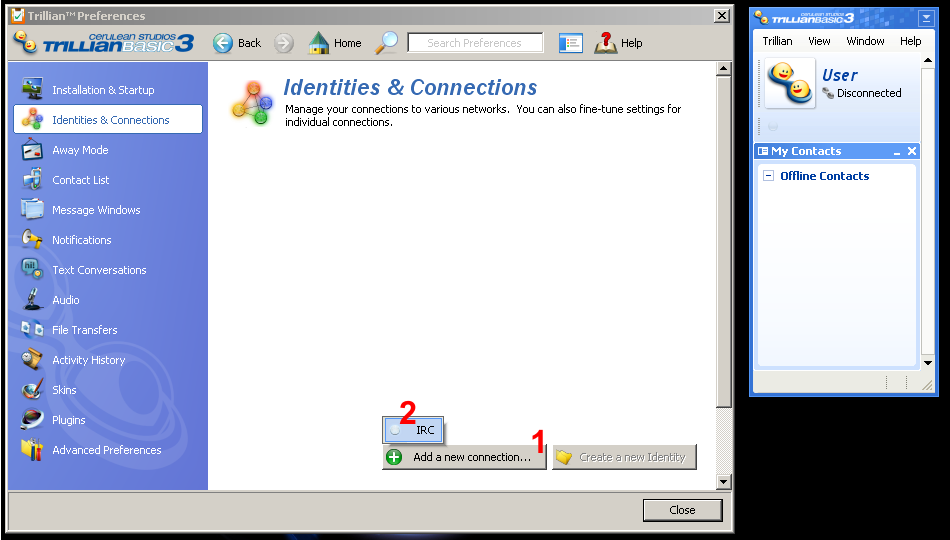 Trillian™ Preferences
CERULEAN STUDIOS
TRILLIAN BASIC 3
Back
Home
Search Preferences
Help
Installation & Startup
Identities & Connections
Away Mode
Contact List
Message Windows
Notifications
Text Conversations
Audio
File Transfers
Activity History
Skins
Plugins
Advanced Preferences
Identities & Connections
Manage your connections to various networks. You can also fine-tune settings for
individual connections.
2
IRC
1
Add a new connection...
Create a new Identity
Close
CERULEAN STUDIOS
TRILLIAN BASIC 3
Trillian View Window Help
User
Disconnected
My Contacts
Offline Contacts